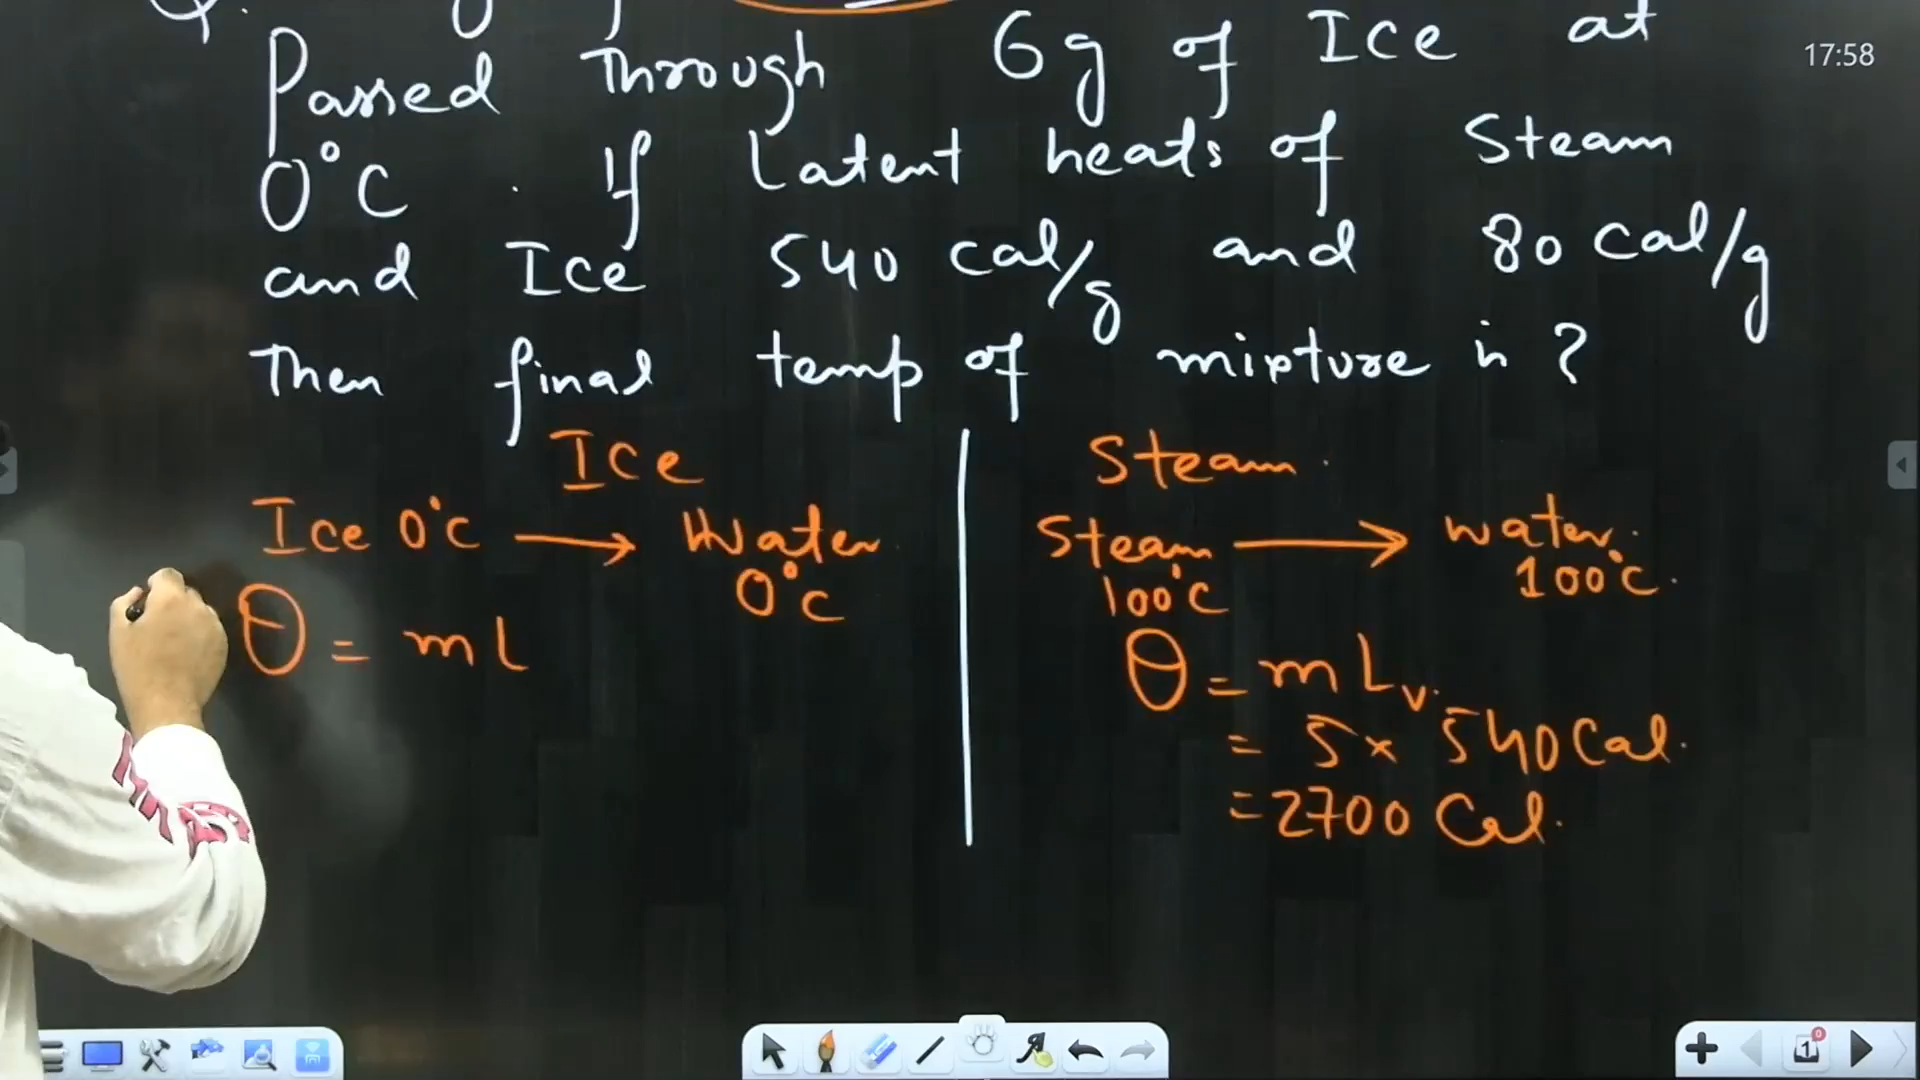 Q.
Passed through 6g of Ice at
0°C . If Latent heats of Steam
and Ice 540 cal/g and 80 cal/g
Then final temp of mixture is ?
Ice
Ice 0°C → Water
0°C
θ = mL
Steam
Steam → water
100°C 100°C
θ = mLv
= 5 × 540 Cal.
= 2700 Cal.
17:58
1
0